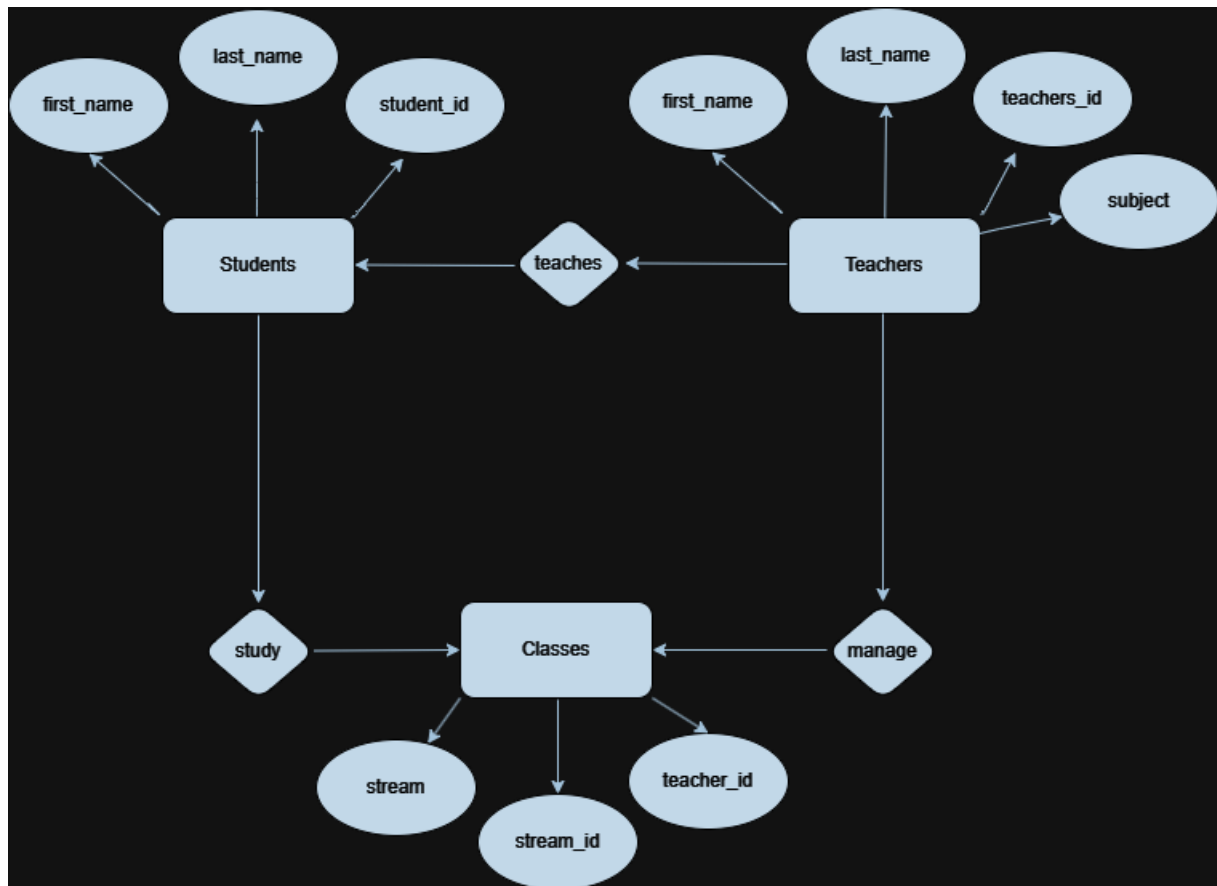 last_name
first_name
student_id
last_name
first_name
teachers_id
subject
Students
teaches
Teachers
study
Classes
manage
stream
stream_id
teacher_id